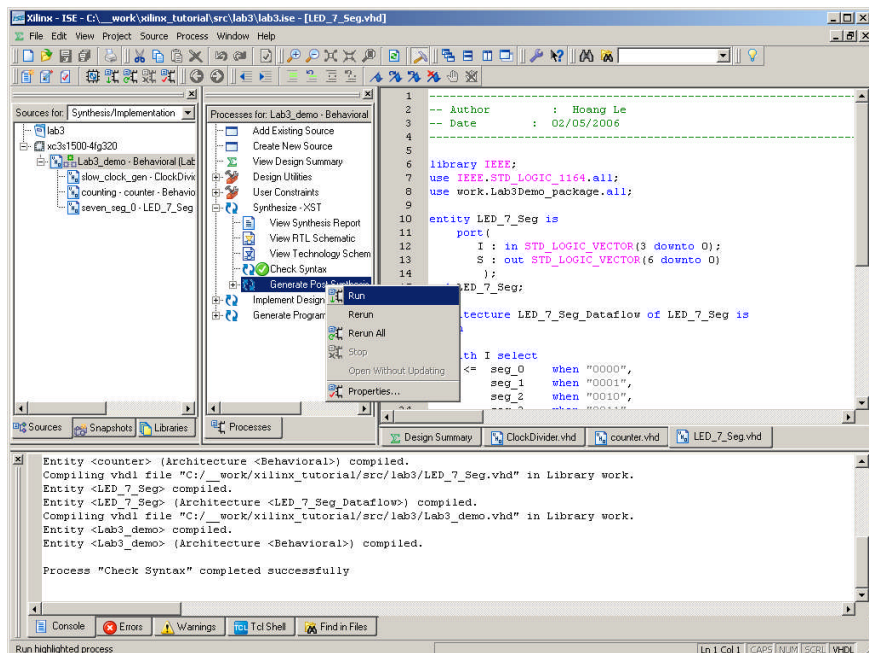 Xilinx - ISE - C:\__work\xilinx_tutorial\src\lab3\lab3.ise - [LED_7_Seg.vhd]
File Edit View Project Source Process Window Help
Sources for: Synthesis/Implementation
lab3
xc3s1500-4fg320
Lab3_demo - Behavioral (Lab
slow_clock_gen - ClockDivi
counting - counter - Behavio
seven_seg_0 - LED_7_Seg
Sources
Snapshots
Libraries
Processes for: Lab3_demo - Behavioral
Add Existing Source
Create New Source
View Design Summary
Design Utilities
User Constraints
Synthesize - XST
View Synthesis Report
View RTL Schematic
View Technology Schem
Check Syntax
Generate Post-Synthesis
Implement Design
Generate Program
Processes
Run
Rerun
Rerun All
Stop
Open Without Updating
Properties...
1 --------------------------------------------------
2 -- Author : Hoang Le
3 -- Date : 02/05/2006
4 --------------------------------------------------
5
6 library IEEE;
7 use IEEE.STD_LOGIC_1164.all;
8 use work.Lab3Demo_package.all;
9
10 entity LED_7_Seg is
11 port(
12 I : in STD_LOGIC_VECTOR(3 downto 0);
13 S : out STD_LOGIC_VECTOR(6 downto 0)
14 );
LED_7_Seg;
tecture LED_7_Seg_Dataflow of LED_7_Seg is
th I select
<= seg_0 when "0000",
seg_1 when "0001",
seg_2 when "0010",
Design Summary
ClockDivider.vhd
counter.vhd
LED_7_Seg.vhd
Entity <counter> (Architecture <Behavioral>) compiled.
Compiling vhdl file "C:/__work/xilinx_tutorial/src/lab3/LED_7_Seg.vhd" in Library work.
Entity <LED_7_Seg> compiled.
Entity <LED_7_Seg> (Architecture <LED_7_Seg_Dataflow>) compiled.
Compiling vhdl file "C:/__work/xilinx_tutorial/src/lab3/Lab3_demo.vhd" in Library work.
Entity <Lab3_demo> compiled.
Entity <Lab3_demo> (Architecture <Behavioral>) compiled.
Process "Check Syntax" completed successfully
Console
Errors
Warnings
TCL Tcl Shell
Find in Files
Run highlighted process
Ln 1 Col 1 CAPS NUM SCRL VHDL